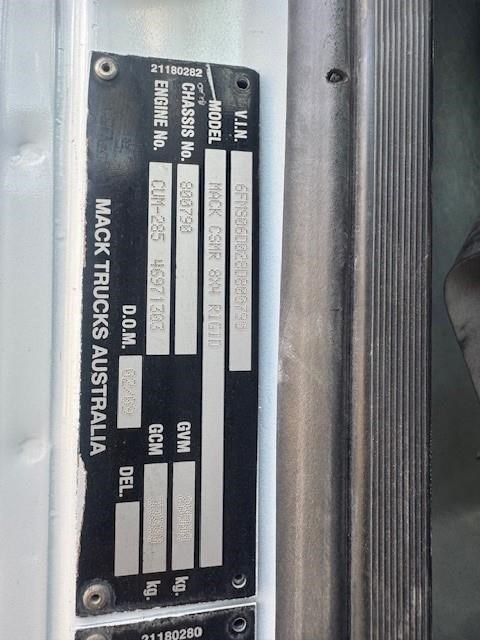 21180282
V.I.N.
MODEL MACK CSMR 8X4 RIGID
CHASSIS No. 800790
ENGINE No. CUM-285 46971303
GVM kg.
GCM kg.
D.O.M. DEL.
MACK TRUCKS AUSTRALIA
21180280